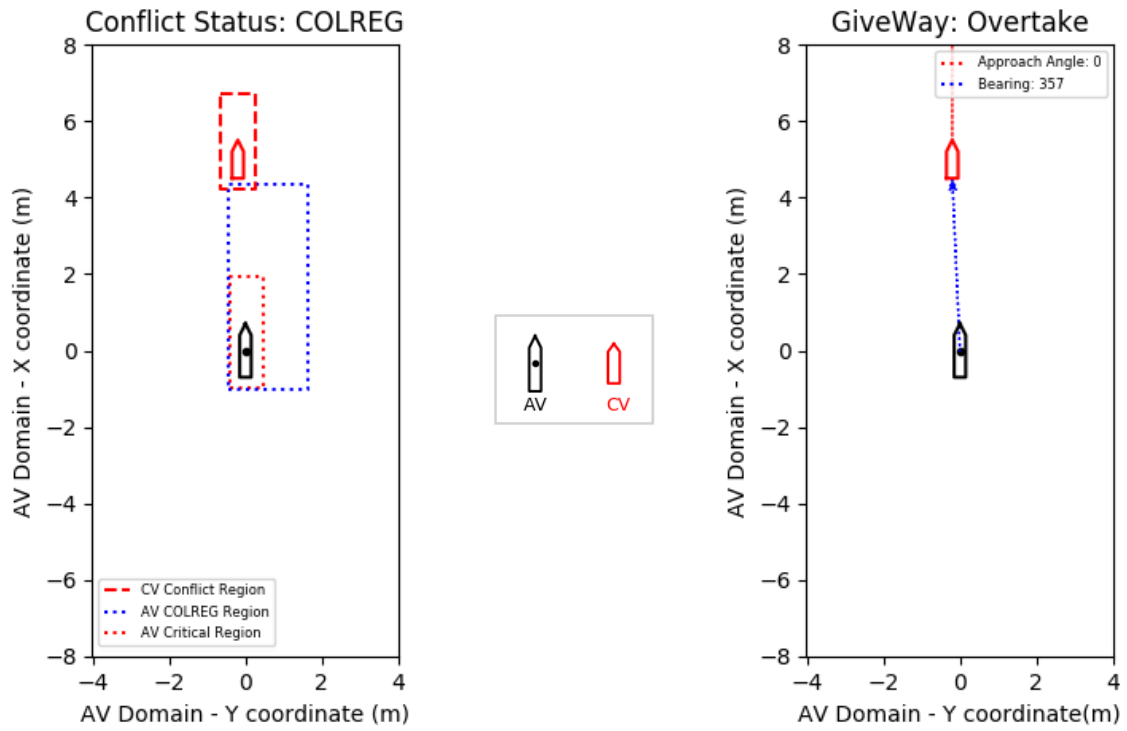 Conflict Status: COLREG
8
6
4
2
0
−2
−4
−6
−8
−4
−2
0
2
4
AV Domain - X coordinate (m)
AV Domain - Y coordinate (m)
CV Conflict Region
AV COLREG Region
AV Critical Region
AV
CV
GiveWay: Overtake
8
6
4
2
0
−2
−4
−6
−8
−4
−2
0
2
4
AV Domain - X coordinate (m)
AV Domain - Y coordinate(m)
Approach Angle: 0
Bearing: 357